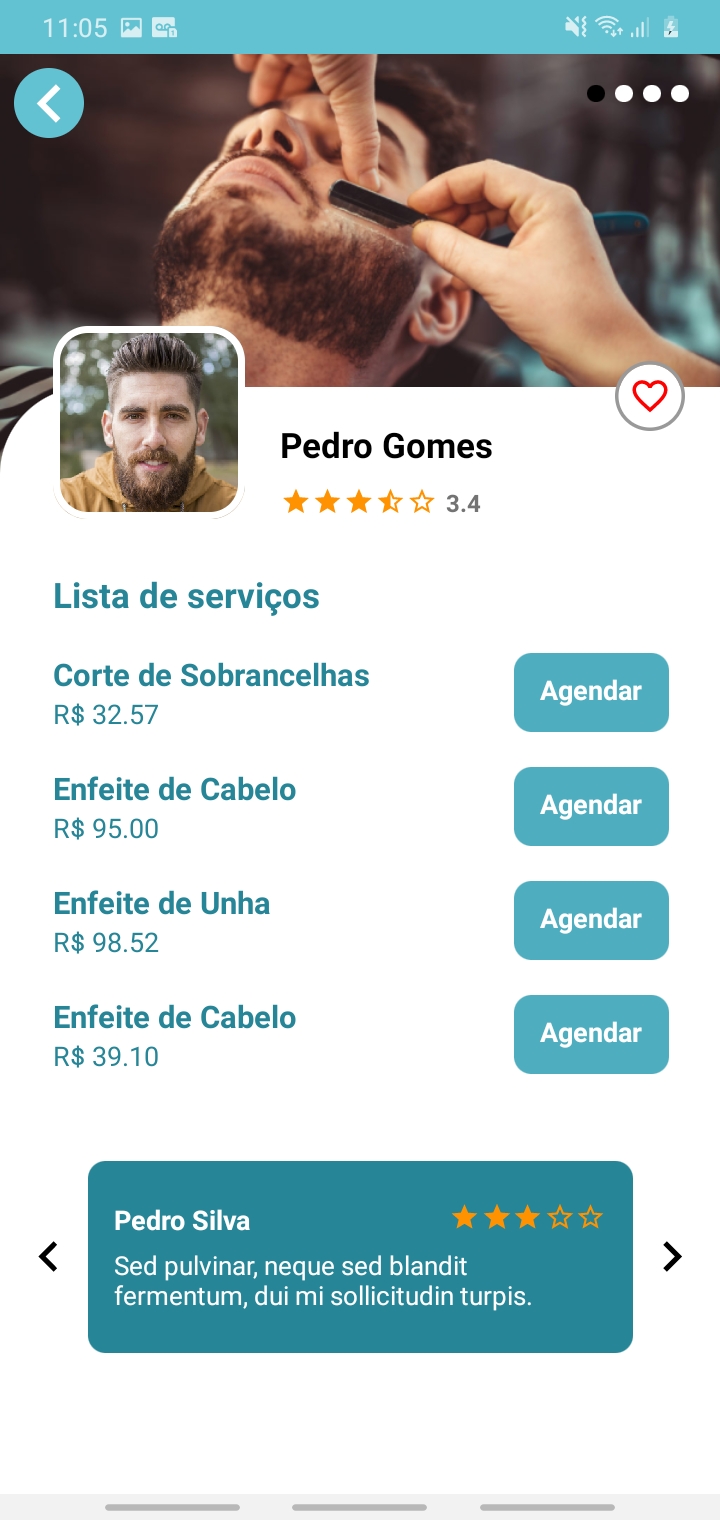 11:05
Pedro Gomes
3.4
Lista de serviços
Corte de Sobrancelhas
R$ 32.57
Agendar
Enfeite de Cabelo
R$ 95.00
Agendar
Enfeite de Unha
R$ 98.52
Agendar
Enfeite de Cabelo
R$ 39.10
Agendar
Pedro Silva
Sed pulvinar, neque sed blandit
fermentum, dui mi sollicitudin turpis.